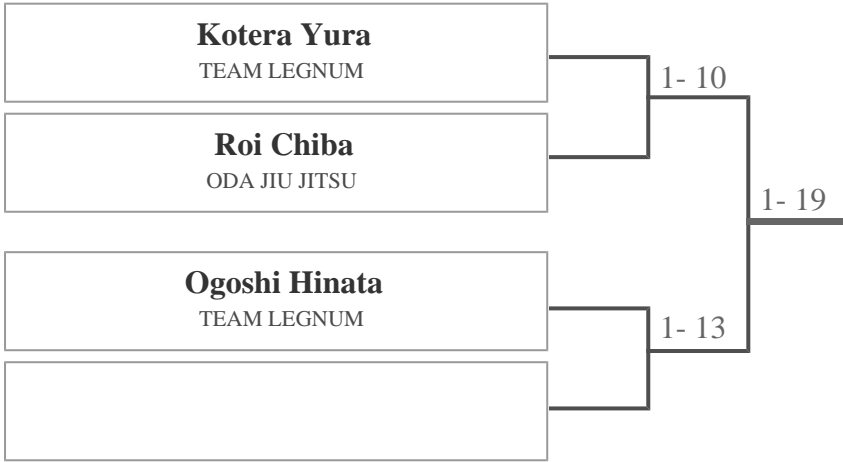 Kotera Yura
TEAM LEGNUM
1- 10
Roi Chiba
ODA JIU JITSU
1- 19
Ogoshi Hinata
TEAM LEGNUM
1- 13